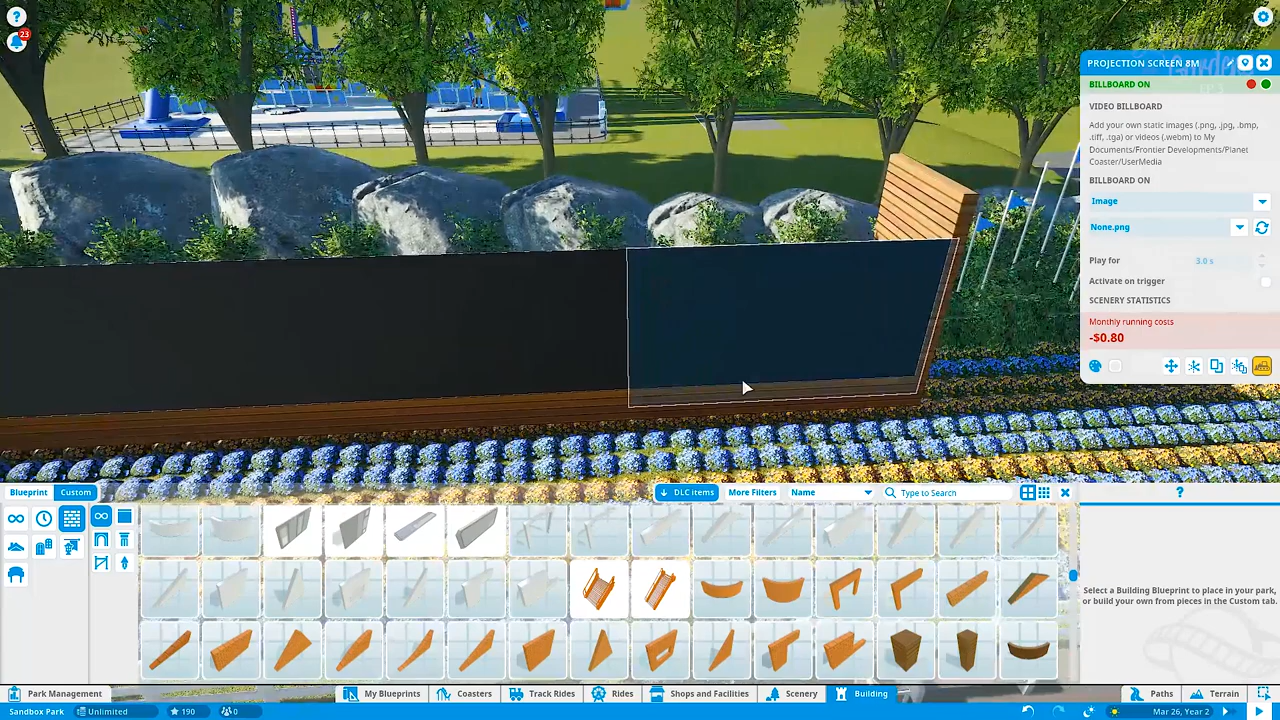 ?
23
PROJECTION SCREEN 8M
BILLBOARD ON
VIDEO BILLBOARD
Add your own static images (.png, .jpg, .bmp,
.tiff, .tga) or videos (.webm) to My
Documents/Frontier Developments/Planet
Coaster/UserMedia
BILLBOARD ON
Image
None.png
Play for 3.0 s
Activate on trigger
SCENERY STATISTICS
Monthly running costs
-$0.80
Blueprint Custom DLC items More Filters Name Type to Search ?
Select a Building Blueprint to place in your park,
or build your own from pieces in the Custom tab.
Park Management My Blueprints Coasters Track Rides Rides Shops and Facilities Scenery Building Paths Terrain
Sandbox Park Unlimited 190 0 Mar 26, Year 2